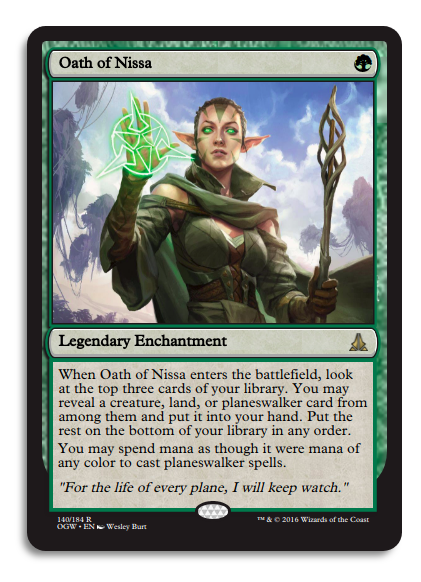 Oath of Nissa
Legendary Enchantment
When Oath of Nissa enters the battlefield, look
at the top three cards of your library. You may
reveal a creature, land, or planeswalker card from
among them and put it into your hand. Put the
rest on the bottom of your library in any order.
You may spend mana as though it were mana of
any color to cast planeswalker spells.
"For the life of every plane, I will keep watch."
140/184 R
OGW • EN Wesley Burt
™ & © 2016 Wizards of the Coast